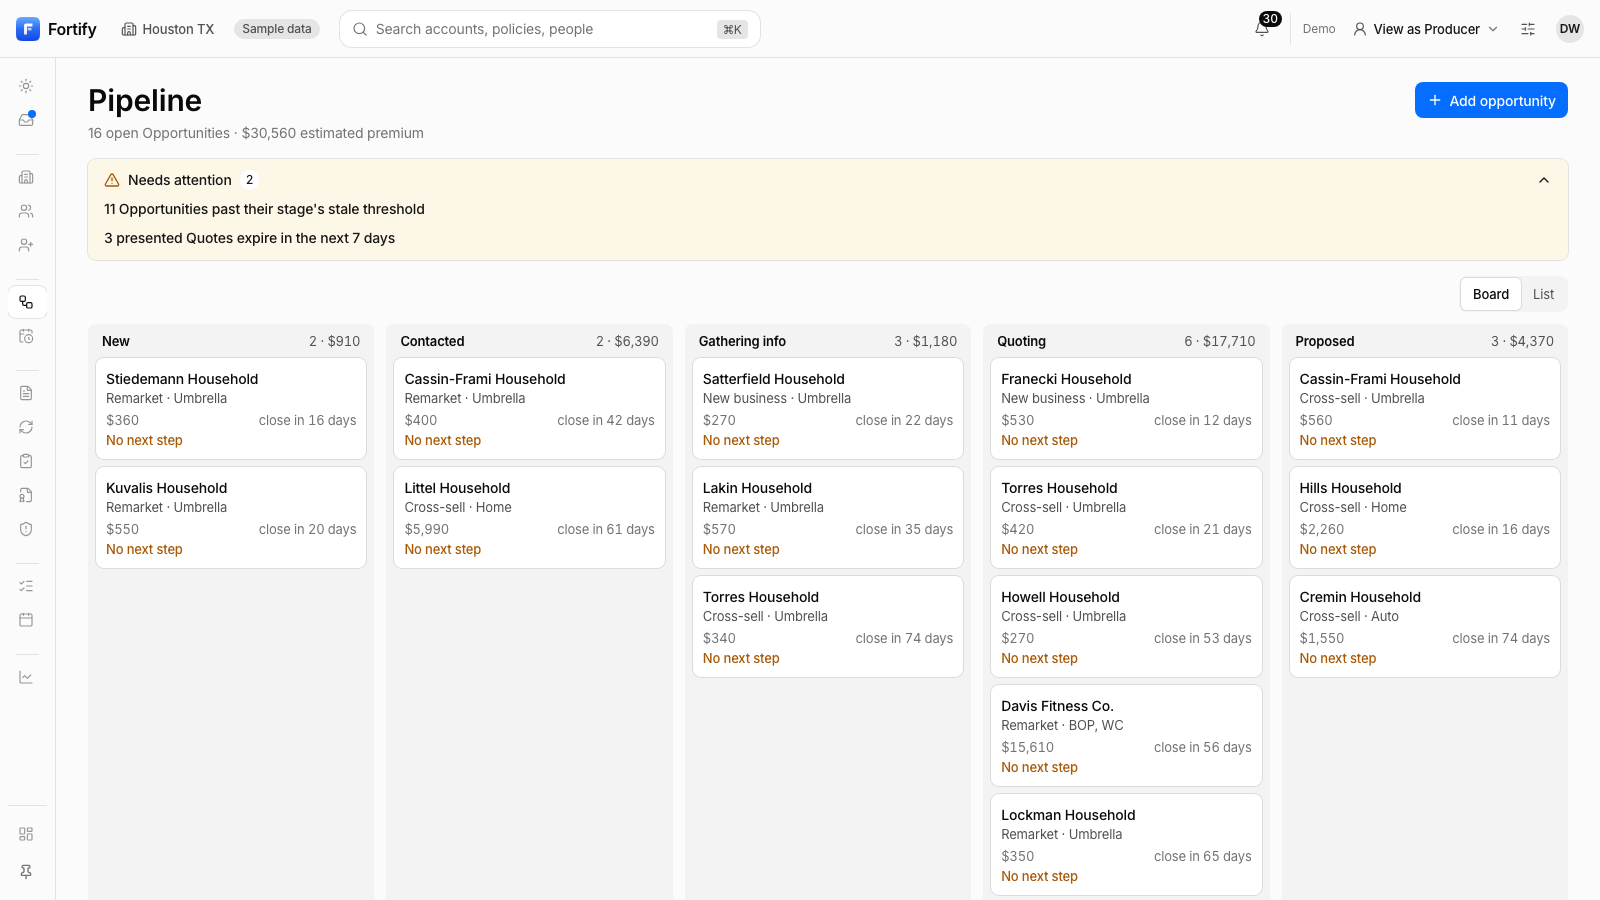 Fortify
Houston TX
Sample data
Search accounts, policies, people
⌘K
30
Demo
View as Producer
DW
Pipeline
16 open Opportunities · $30,560 estimated premium
Add opportunity
Needs attention 2
11 Opportunities past their stage's stale threshold
3 presented Quotes expire in the next 7 days
Board
List
New 2 · $910
Stiedemann Household
Remarket · Umbrella
$360 close in 16 days
No next step
Kuvalis Household
Remarket · Umbrella
$550 close in 20 days
No next step
Contacted 2 · $6,390
Cassin-Frami Household
Remarket · Umbrella
$400 close in 42 days
No next step
Littel Household
Cross-sell · Home
$5,990 close in 61 days
No next step
Gathering info 3 · $1,180
Satterfield Household
New business · Umbrella
$270 close in 22 days
No next step
Lakin Household
Remarket · Umbrella
$570 close in 35 days
No next step
Torres Household
Cross-sell · Umbrella
$340 close in 74 days
No next step
Quoting 6 · $17,710
Franecki Household
New business · Umbrella
$530 close in 12 days
No next step
Torres Household
Cross-sell · Umbrella
$420 close in 21 days
No next step
Howell Household
Cross-sell · Umbrella
$270 close in 53 days
No next step
Davis Fitness Co.
Remarket · BOP, WC
$15,610 close in 56 days
No next step
Lockman Household
Remarket · Umbrella
$350 close in 65 days
No next step
Proposed 3 · $4,370
Cassin-Frami Household
Cross-sell · Umbrella
$560 close in 11 days
No next step
Hills Household
Cross-sell · Home
$2,260 close in 16 days
No next step
Cremin Household
Cross-sell · Auto
$1,550 close in 74 days
No next step